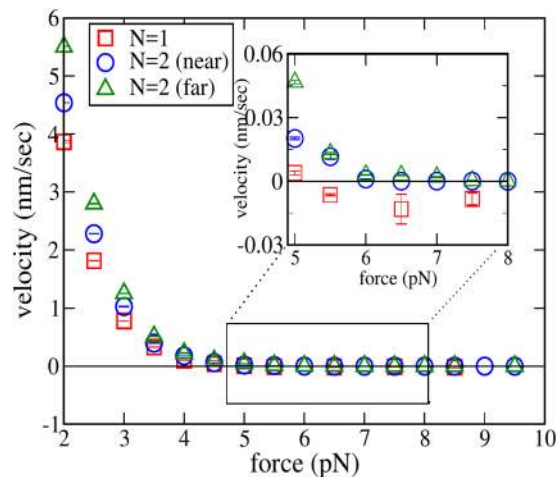 N=1
N=2 (near)
N=2 (far)
velocity (nm/sec)
6
5
4
3
2
1
0
-1
2 3 4 5 6 7 8 9 10
force (pN)
velocity (nm/sec)
0.06
0.03
0
-0.03
5 6 7 8
force (pN)